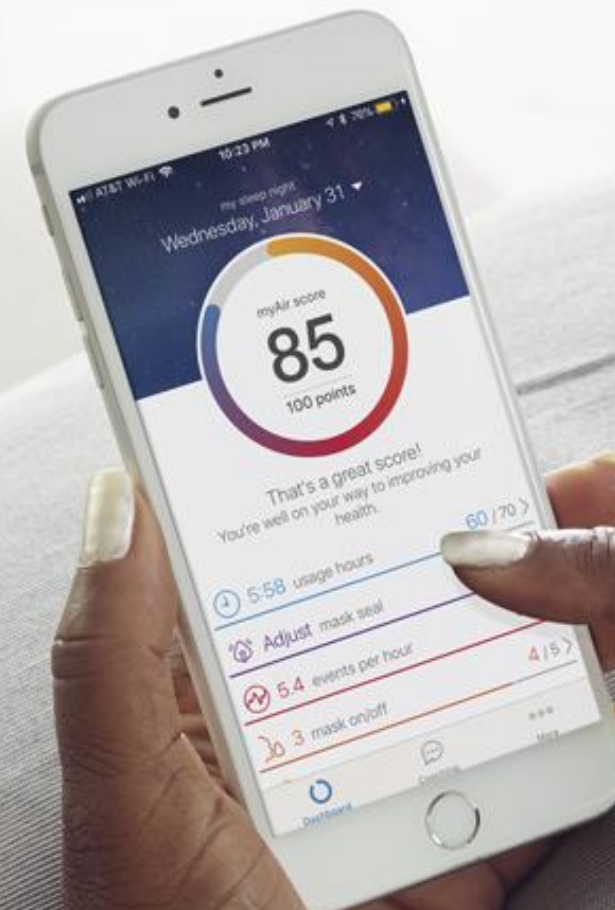 AT&T Wi-Fi 10:23 PM 76%
my sleep night
Wednesday, January 31
myAir score
85
100 points
That's a great score!
You're well on your way to improving your
health.
5:58 usage hours 60 / 70
Adjust mask seal
5.4 events per hour
3 mask on/off 4 / 5
Dashboard More